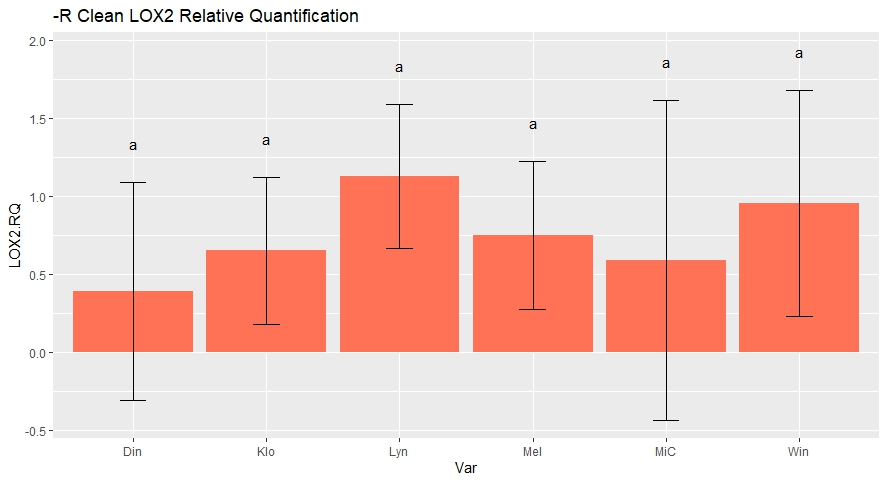 -R Clean LOX2 Relative Quantification
2.0
1.5
1.0
0.5
0.0
-0.5
LOX2.RQ
a
a
a
a
a
a
Din
Klo
Lyn
Mel
MiC
Win
Var